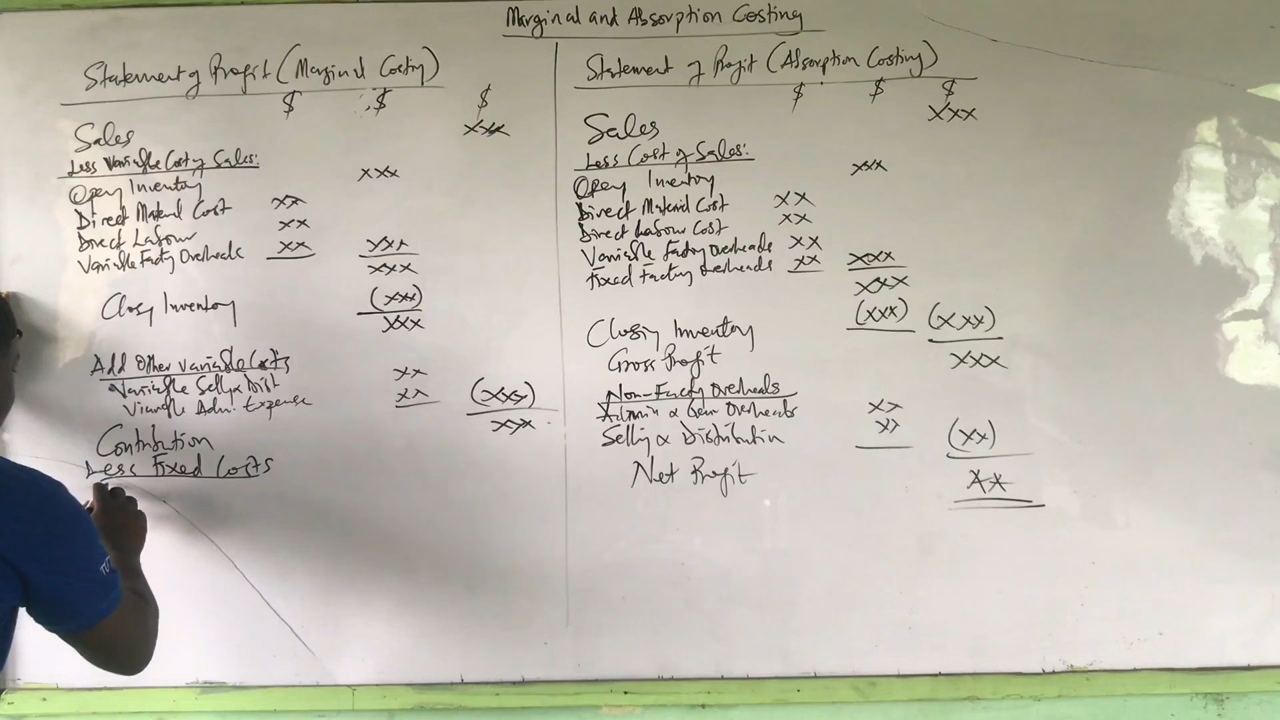 Marginal and Absorption Costing
Statement of Profit (Marginal Costing)
$ $ $
Sales xxx
Less Variable Cost of Sales:
Opening Inventory xxx
Direct Material Cost xx
Direct Labour xx
Variable Factory Overheads xx xxx
xxx
Closing Inventory (xxx)
xxx
Add Other variable Costs
Variable Selling & Dist xx
Variable Adm. Expense xx (xxx)
Contribution xxx
Less Fixed Costs
Statement of Profit (Absorption Costing)
$ $ $
Sales xxx
Less Cost of Sales:
Opening Inventory xxx
Direct Material Cost xx
Direct Labour Cost xx
Variable Factory overheads xx
Fixed Factory overheads xx xxx
xxx
Closing Inventory (xxx) (xxx)
Gross Profit xxx
Non-Factory overheads
Admin & Gen Overheads xx
Selling & Distribution xx (xx)
Net Profit xx